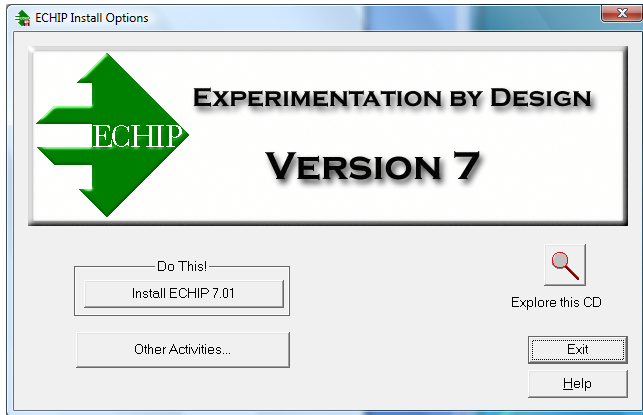 ECHIP Install Options
EXPERIMENTATION BY DESIGN
ECHIP
VERSION 7
Do This!
Install ECHIP 7.01
Explore this CD
Other Activities...
Exit
Help